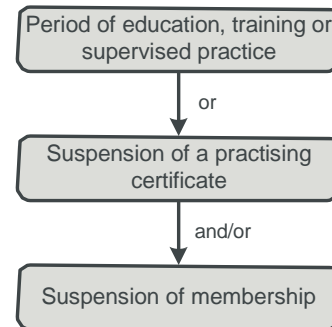 Period of education, training or
supervised practice
or
Suspension of a practising
certificate
and/or
Suspension of membership